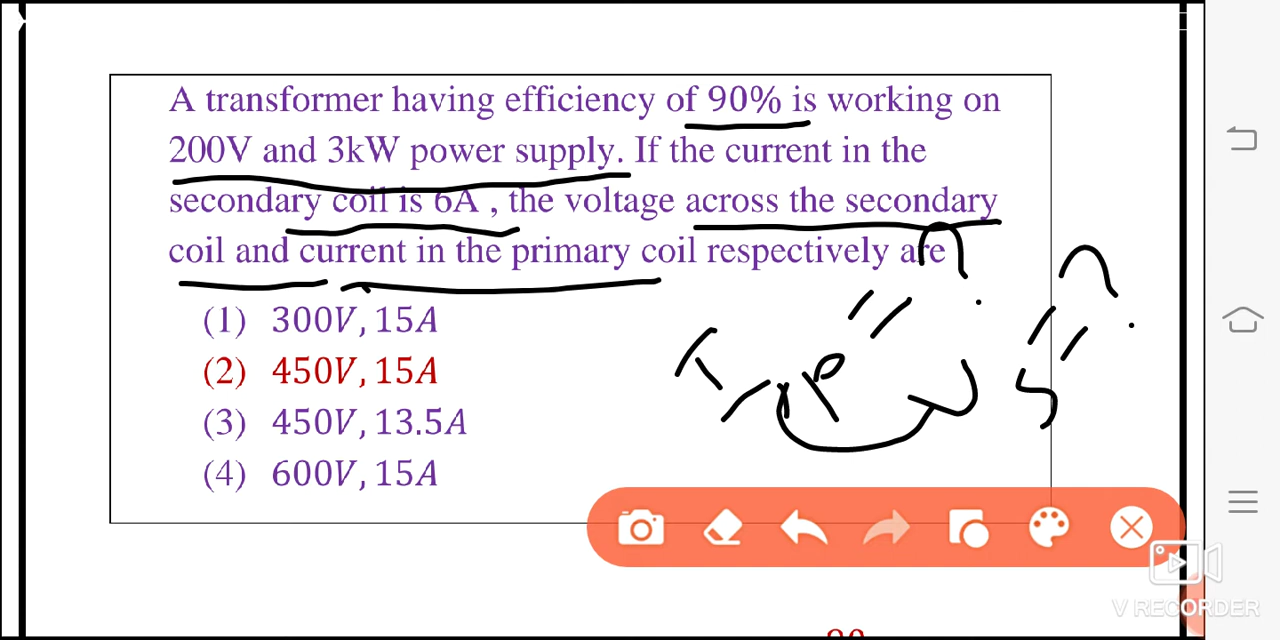 A transformer having efficiency of 90% is working on
200V and 3kW power supply. If the current in the
secondary coil is 6A , the voltage across the secondary
coil and current in the primary coil respectively are
(1) 300V, 15A
(2) 450V, 15A
(3) 450V, 13.5A
(4) 600V, 15A
V RECORDER